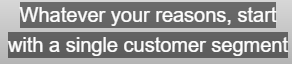 Whatever your reasons, start
with a single customer segment